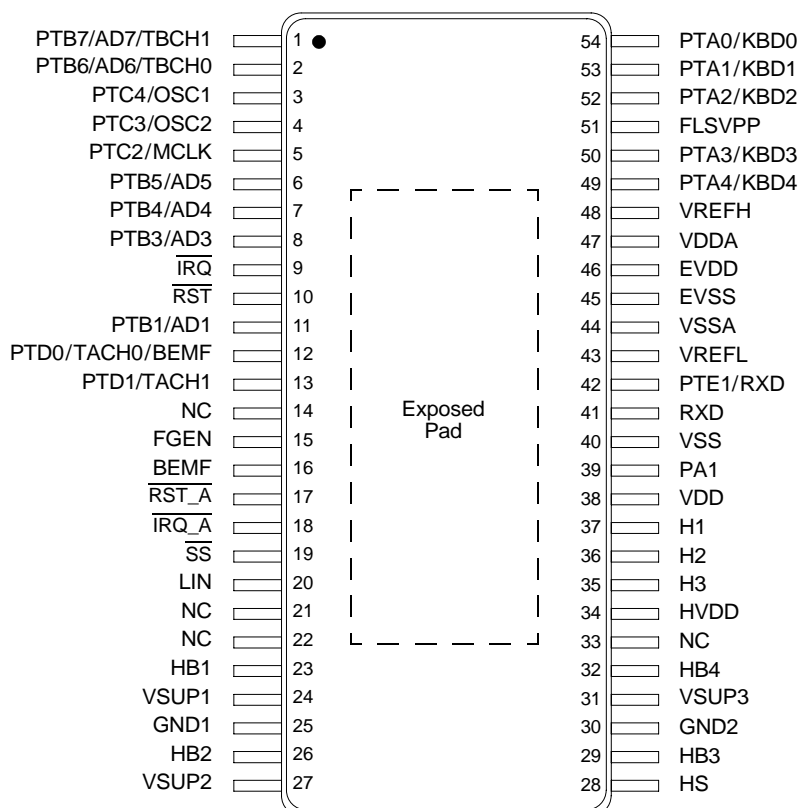 PTB7/AD7/TBCH1 1 54 PTA0/KBD0
PTB6/AD6/TBCH0 2 53 PTA1/KBD1
PTC4/OSC1 3 52 PTA2/KBD2
PTC3/OSC2 4 51 FLSVPP
PTC2/MCLK 5 50 PTA3/KBD3
PTB5/AD5 6 49 PTA4/KBD4
PTB4/AD4 7 48 VREFH
PTB3/AD3 8 47 VDDA
IRQ 9 46 EVDD
RST 10 45 EVSS
PTB1/AD1 11 44 VSSA
PTD0/TACH0/BEMF 12 43 VREFL
PTD1/TACH1 13 42 PTE1/RXD
NC 14 Exposed 41 RXD
FGEN 15 Pad 40 VSS
BEMF 16 39 PA1
RST_A 17 38 VDD
IRQ_A 18 37 H1
SS 19 36 H2
LIN 20 35 H3
NC 21 34 HVDD
NC 22 33 NC
HB1 23 32 HB4
VSUP1 24 31 VSUP3
GND1 25 30 GND2
HB2 26 29 HB3
VSUP2 27 28 HS